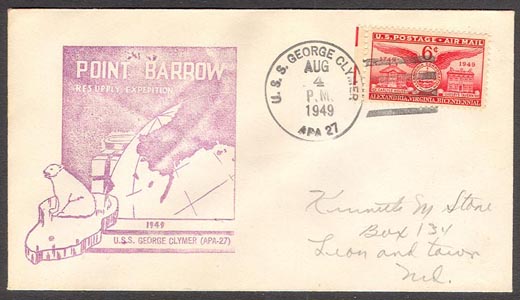 POINT BARROW
RESUPPLY EXPEDITION
1949
U.S.S. GEORGE CLYMER (APA-27)
U.S.S. GEORGE CLYMER
AUG
4
P.M.
1949
APA 27
U.S. POSTAGE - AIR MAIL
6¢
1949
ALEXANDRIA, VIRGINIA, BICENTENNIAL
Kenneth M Stone
Box 134
Leonardtown
Md.